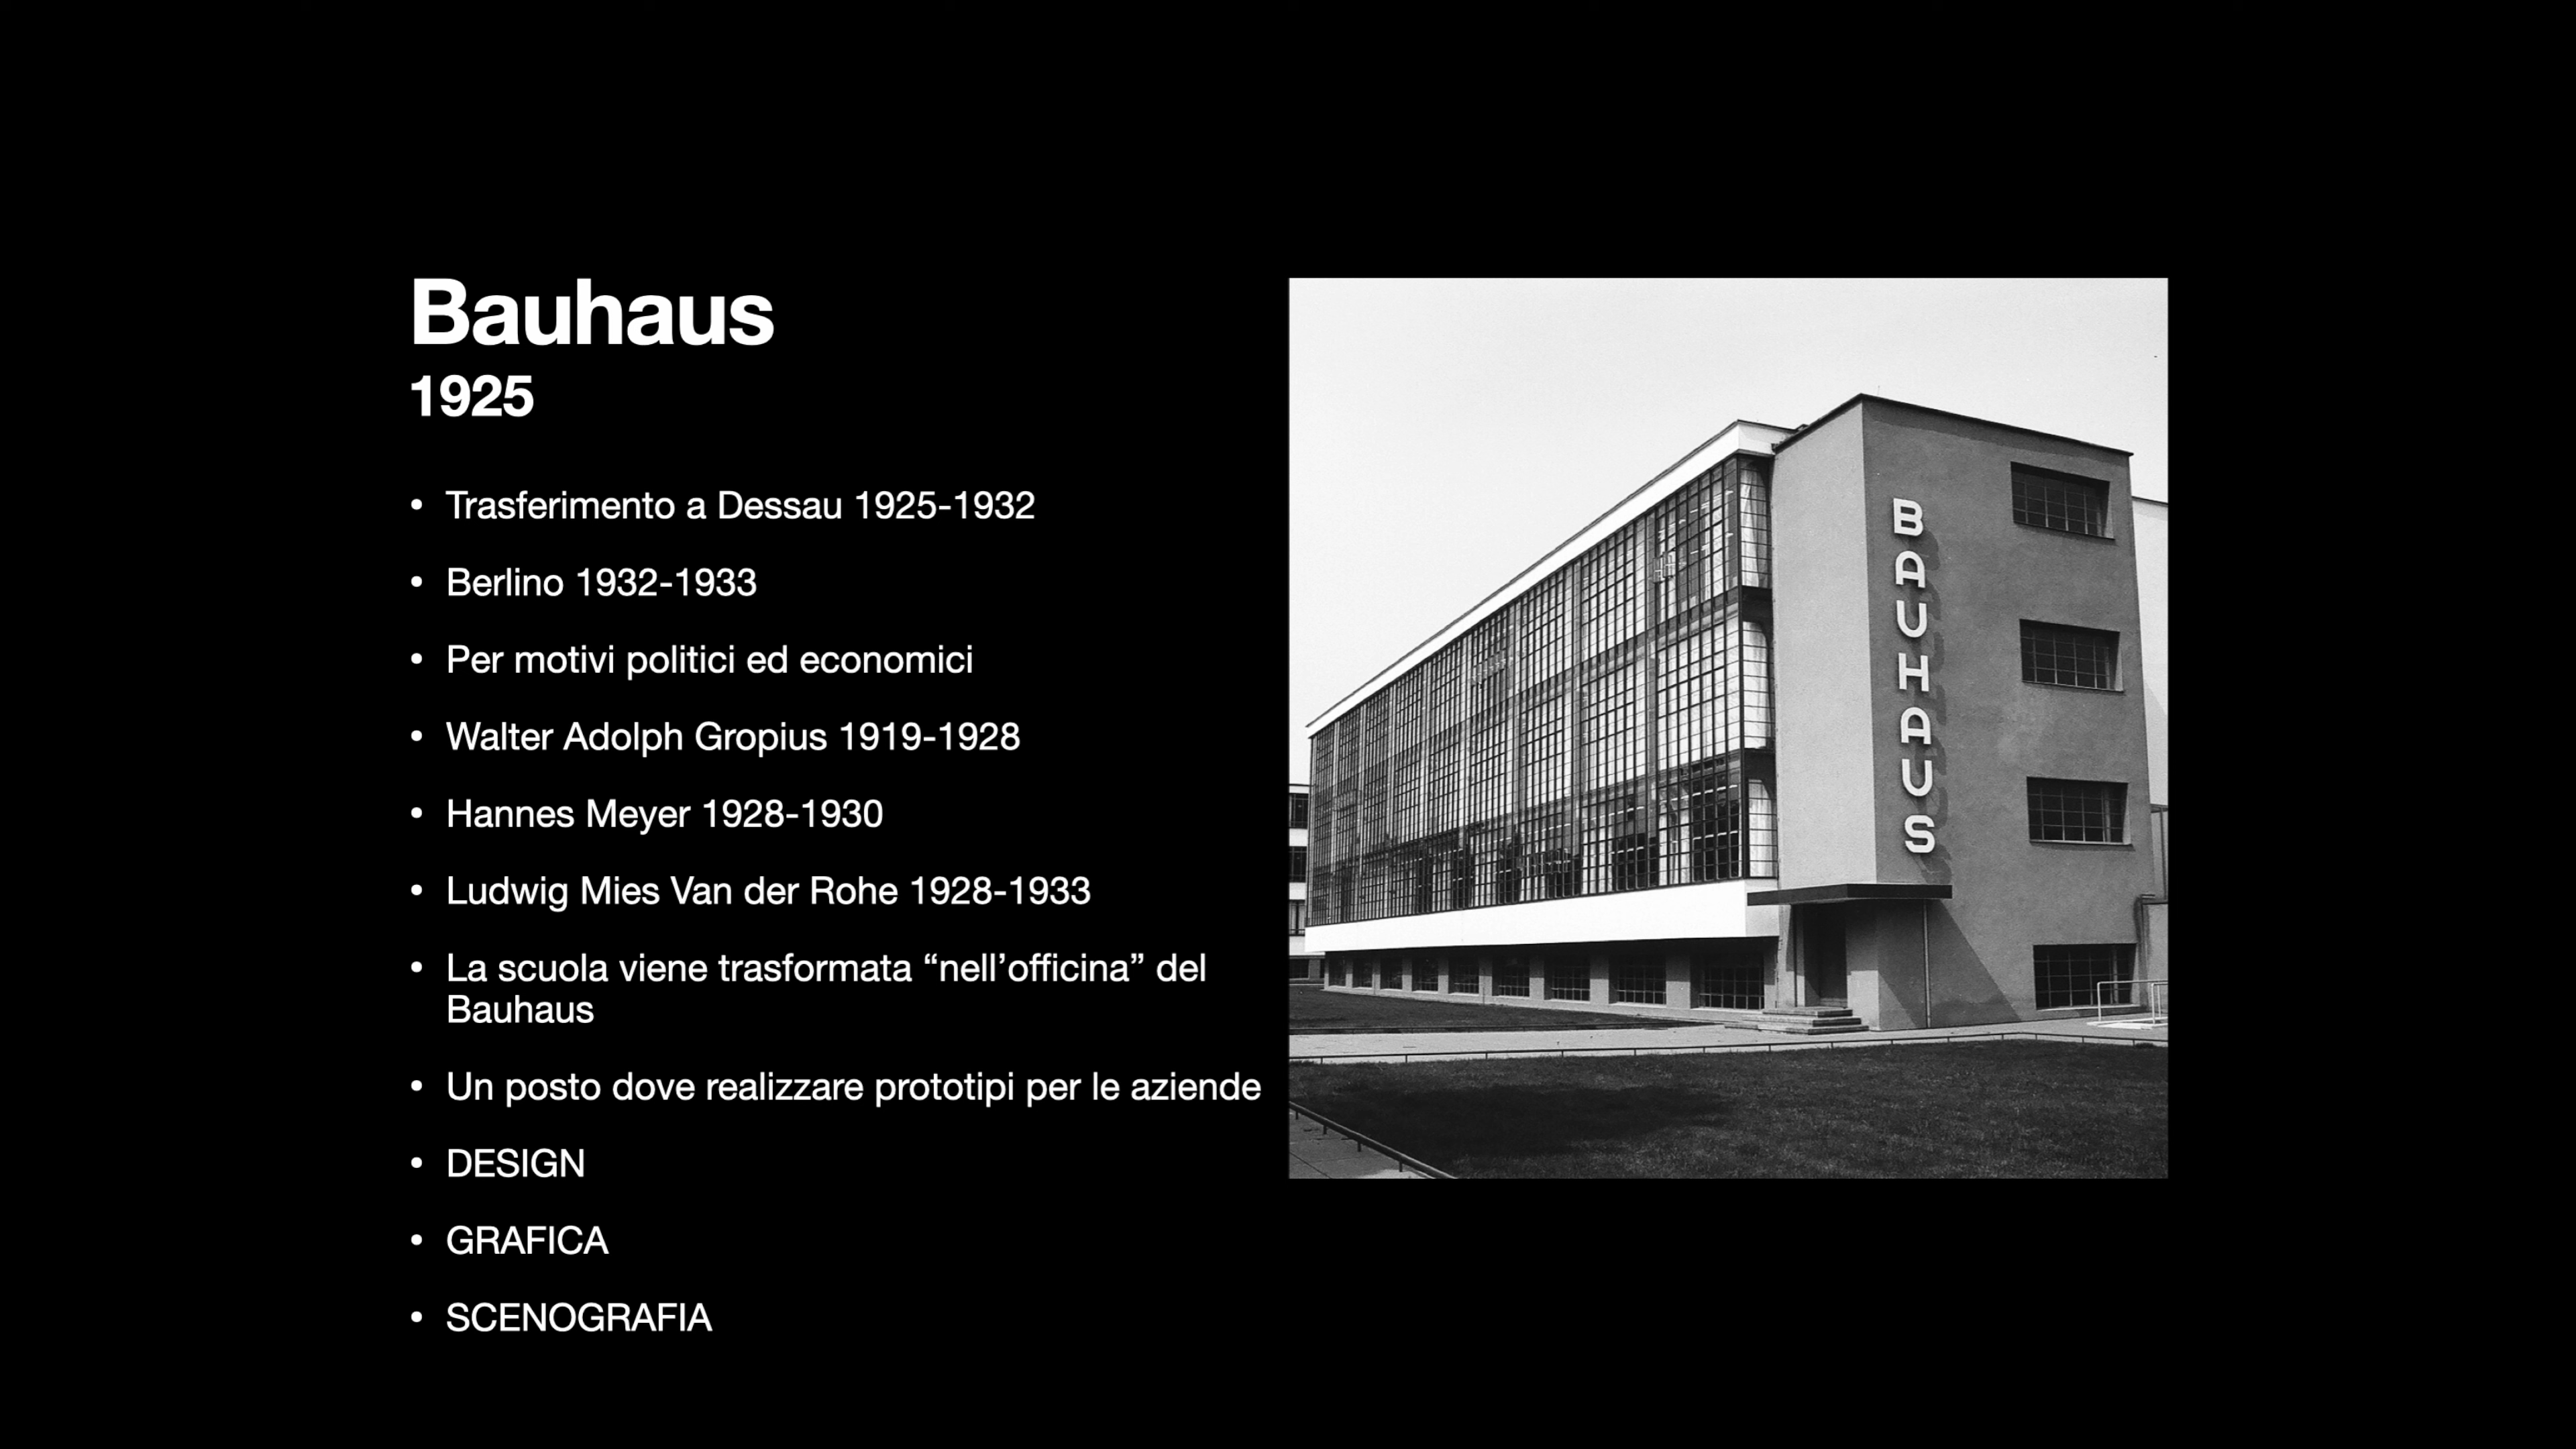 Bauhaus
1925
• Trasferimento a Dessau 1925-1932
• Berlino 1932-1933
• Per motivi politici ed economici
• Walter Adolph Gropius 1919-1928
• Hannes Meyer 1928-1930
• Ludwig Mies Van der Rohe 1928-1933
• La scuola viene trasformata “nell’officina” del
Bauhaus
• Un posto dove realizzare prototipi per le aziende
• DESIGN
• GRAFICA
• SCENOGRAFIA
BAUHAUS